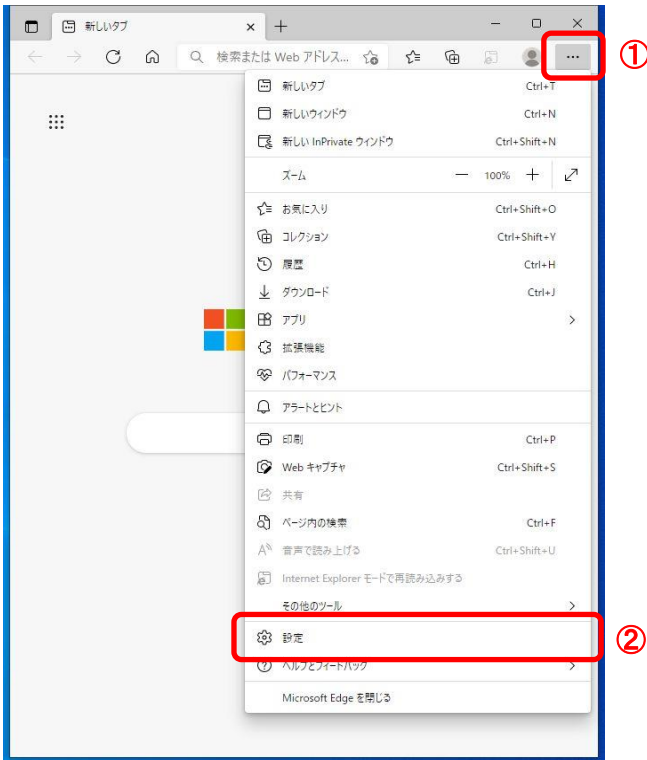 新しいタブ
検索または Web アドレス...
①
新しいタブ Ctrl+T
新しいウィンドウ Ctrl+N
新しい InPrivate ウィンドウ Ctrl+Shift+N
ズーム 100%
お気に入り Ctrl+Shift+O
コレクション Ctrl+Shift+Y
履歴 Ctrl+H
ダウンロード Ctrl+J
アプリ
拡張機能
パフォーマンス
アラートとヒント
印刷 Ctrl+P
Web キャプチャ Ctrl+Shift+S
共有
ページ内の検索 Ctrl+F
音声で読み上げる Ctrl+Shift+U
Internet Explorer モードで再読み込みする
その他のツール
設定
②
ヘルプとフィードバック
Microsoft Edge を閉じる